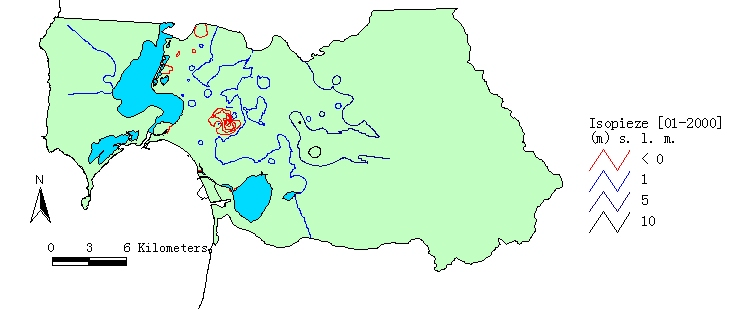 Isopieze [01-2000]
(m) s. l. m.
< 0
1
5
10
N
0 3 6 Kilometers